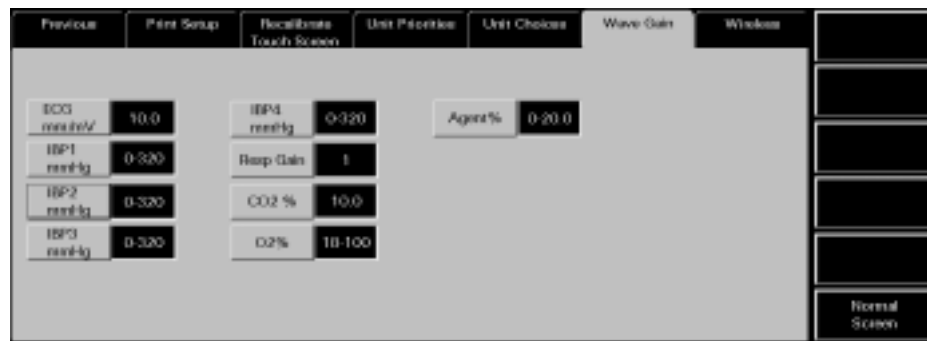 Previous
Print Setup
Recalibrate
Touch Screen
Unit Priorities
Unit Choices
Wave Gain
Wireless
ECG
mm/mV
10.0
IBP4
mmHg
0-320
Agent%
0-20.0
IBP1
mmHg
0-320
Resp Gain
1
IBP2
mmHg
0-320
CO2 %
10.0
IBP3
mmHg
0-320
O2%
18-100
Normal
Screen